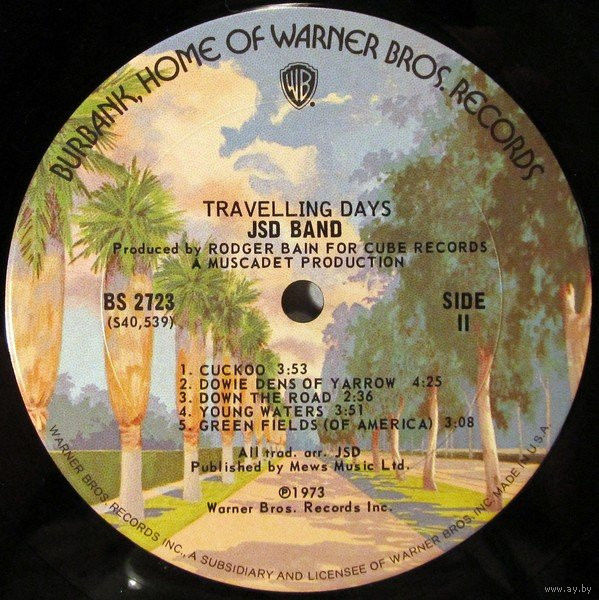 BURBANK, HOME OF WARNER BROS. RECORDS
WB
TRAVELLING DAYS
JSD BAND
Produced by RODGER BAIN FOR CUBE RECORDS
A MUSCADET PRODUCTION
BS 2723
(S40,539)
SIDE
II
1. CUCKOO 3:53
2. DOWIE DENS OF YARROW 4:25
3. DOWN THE ROAD 2:36
4. YOUNG WATERS 3:51
5. GREEN FIELDS (OF AMERICA) 3:08
All trad. arr. JSD
Published by Mews Music Ltd.
℗1973
Warner Bros. Records Inc.
WARNER BROS. RECORDS INC., A SUBSIDIARY AND LICENSEE OF WARNER BROS. INC. MADE IN U.S.A.
www.ay.by